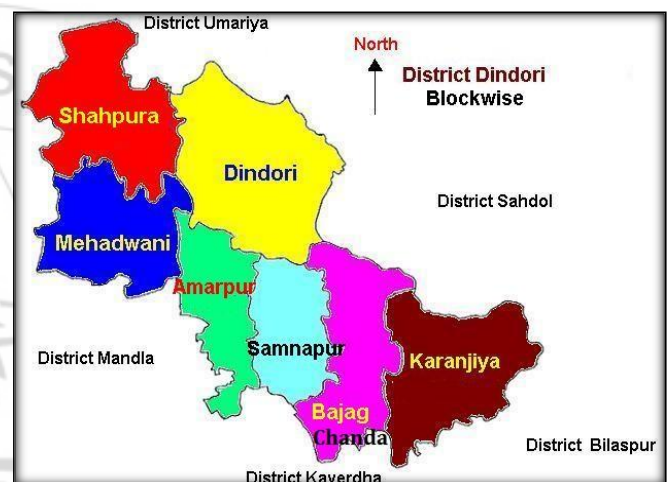 District Umariya
North
District Dindori
Blockwise
Shahpura
Dindori
District Sahdol
Mehadwani
Amarpur
Samnapur
District Mandla
Karanjiya
Bajag
Chanda
District Bilaspur
District Kaverdha